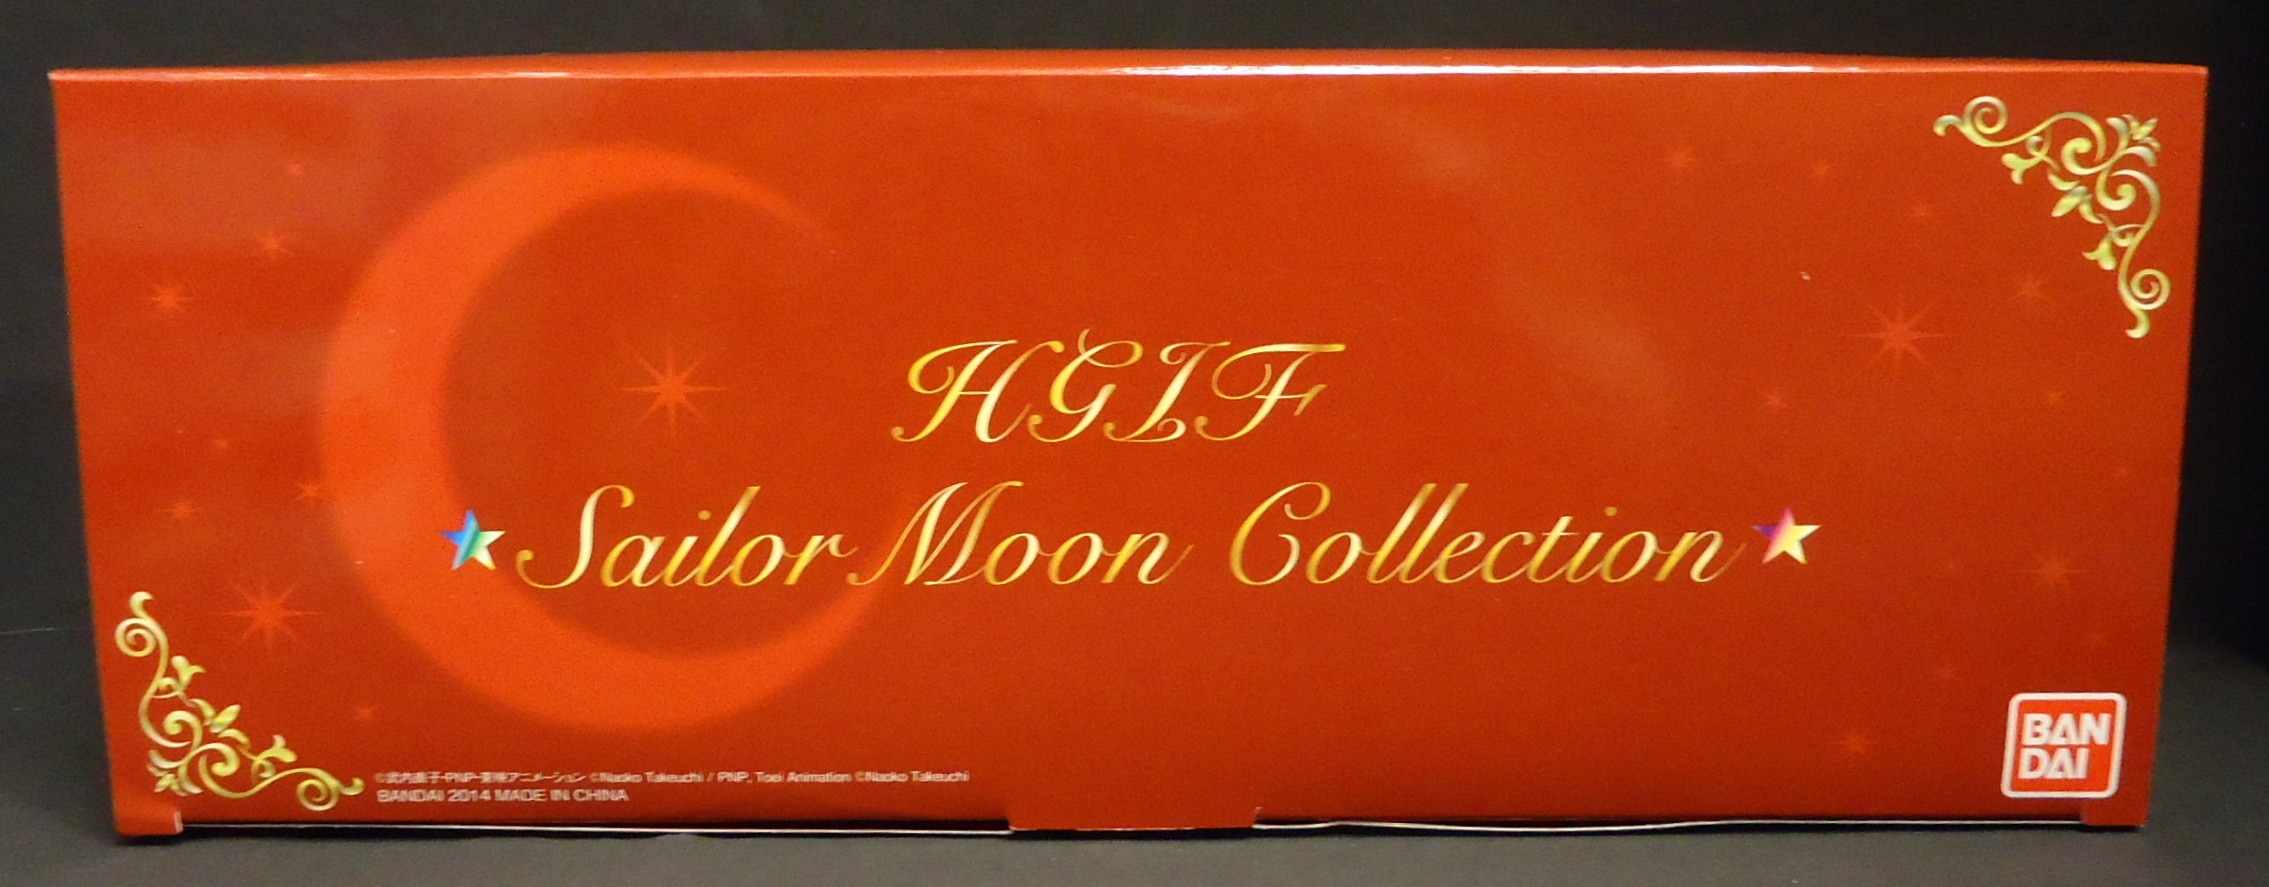 HGIF
Sailor Moon Collection
©武内直子・PNP・東映アニメーション ©Naoko Takeuchi / PNP, Toei Animation ©Naoko Takeuchi
BANDAI 2014 MADE IN CHINA
BAN
DAI